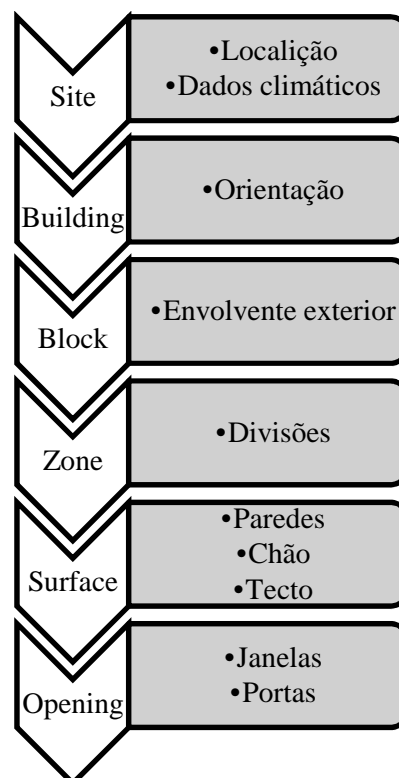 Site
•Localição
•Dados climáticos
Building
•Orientação
Block
•Envolvente exterior
Zone
•Divisões
Surface
•Paredes
•Chão
•Tecto
Opening
•Janelas
•Portas